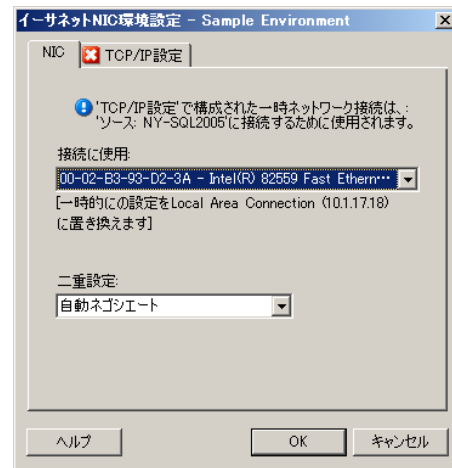 イーサネットNIC環境設定 - Sample Environment
NIC
TCP/IP設定
'TCP/IP設定'で構成された一時ネットワーク接続は、:
'ソース: NY-SQL2005'に接続するために使用されます。
接続に使用:
00-02-B3-93-D2-3A - Intel(R) 82559 Fast Ethern…
[一時的にの設定をLocal Area Connection (10.1.17.18)
に置き換えます]
二重設定:
自動ネゴシエート
ヘルプ
OK
キャンセル